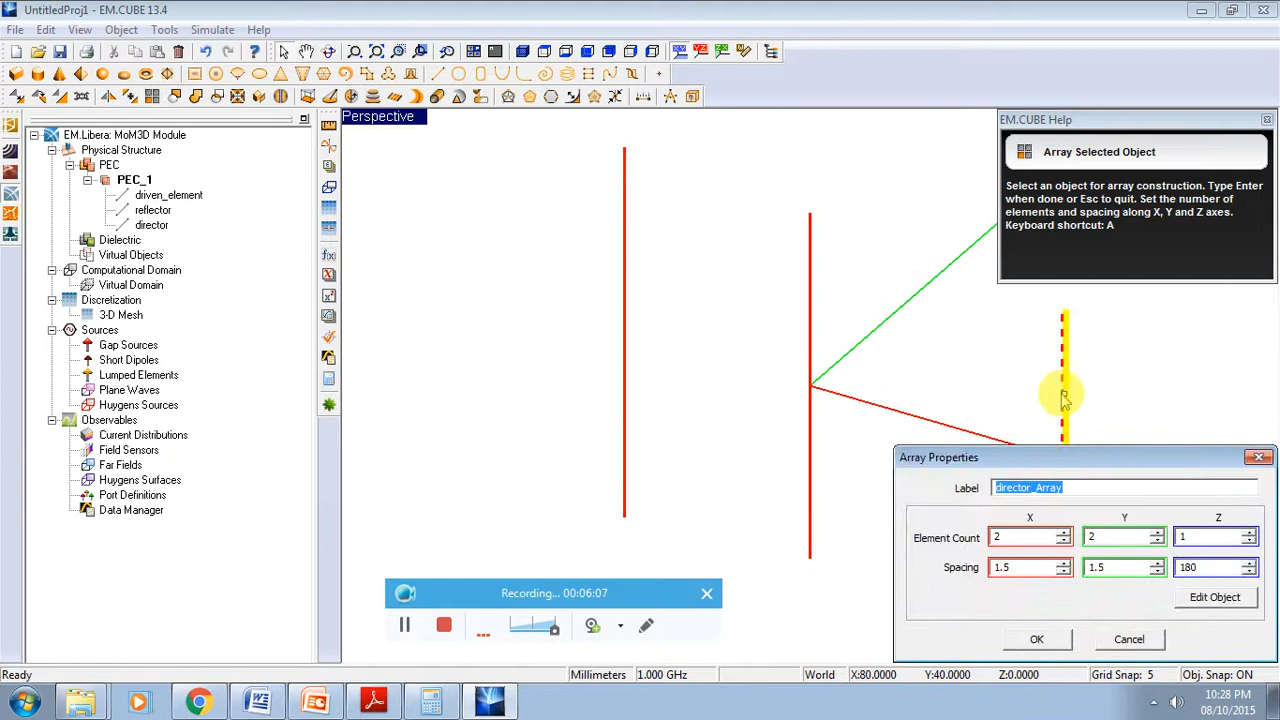 UntitledProj1 - EM.CUBE 13.4
File Edit View Object Tools Simulate Help
Perspective
EM.CUBE Help
Array Selected Object
Select an object for array construction. Type Enter
when done or Esc to quit. Set the number of
elements and spacing along X, Y and Z axes.
Keyboard shortcut: A
EM.Libera: MoM3D Module
Physical Structure
PEC
PEC_1
driven_element
reflector
director
Dielectric
Virtual Objects
Computational Domain
Virtual Domain
Discretization
3-D Mesh
Sources
Gap Sources
Short Dipoles
Lumped Elements
Plane Waves
Huygens Sources
Observables
Current Distributions
Field Sensors
Far Fields
Huygens Surfaces
Port Definitions
Data Manager
Array Properties
Label director_Array
X Y Z
Element Count 2 2 1
Spacing 1.5 1.5 180
Edit Object
OK Cancel
Recording... 00:06:07
Ready Millimeters 1.000 GHz World X:80.0000 Y:40.0000 Z:0.0000 Grid Snap: 5 Obj. Snap: ON
10:28 PM
08/10/2015